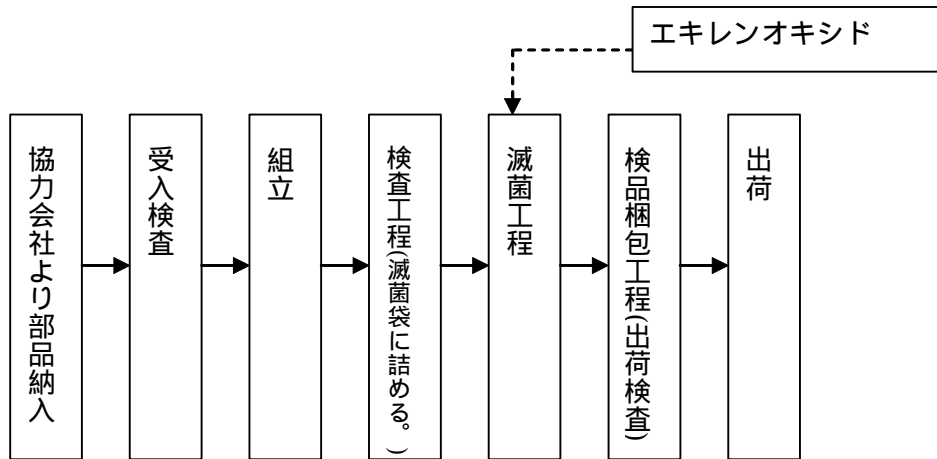 エキレンオキシド
協力会社より部品納入
受入検査
組立
検査工程(滅菌袋に詰める。)
滅菌工程
検品梱包工程(出荷検査)
出荷